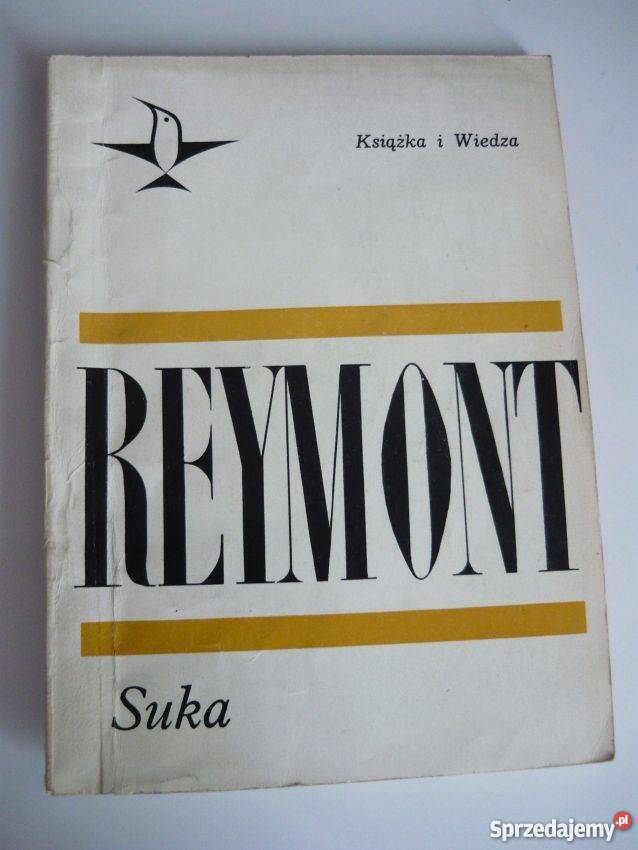 Książka i Wiedza
REYMONT
Suka
Sprzedajemy.pl